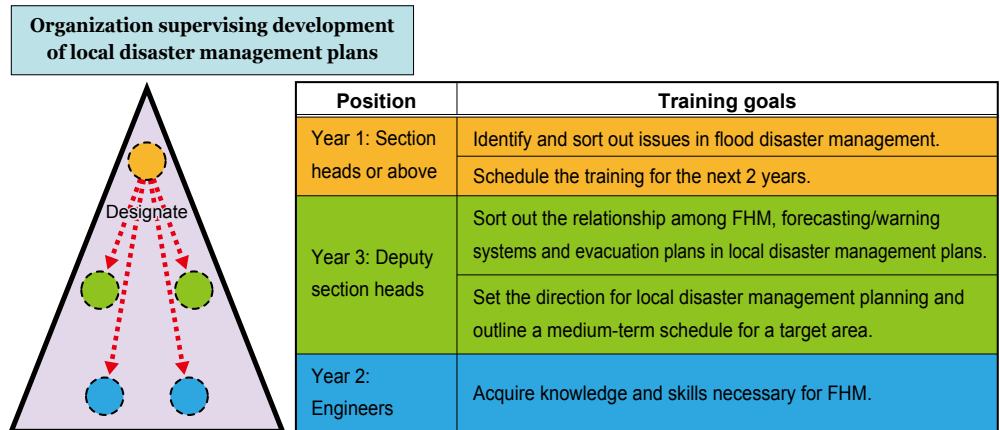 Organization supervising development
of local disaster management plans
Designate
Position
Training goals
Year 1: Section
heads or above
Identify and sort out issues in flood disaster management.
Schedule the training for the next 2 years.
Year 3: Deputy
section heads
Sort out the relationship among FHM, forecasting/warning
systems and evacuation plans in local disaster management plans.
Set the direction for local disaster management planning and
outline a medium-term schedule for a target area.
Year 2:
Engineers
Acquire knowledge and skills necessary for FHM.